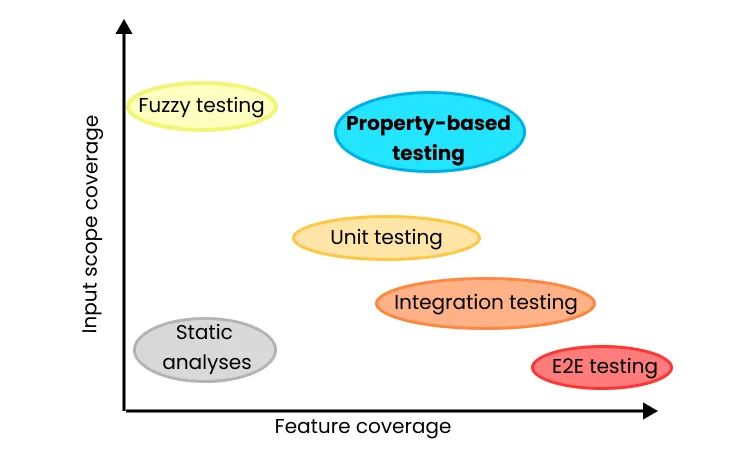 Fuzzy testing
Property-based
testing
Unit testing
Integration testing
Static
analyses
E2E testing
Input scope coverage
Feature coverage